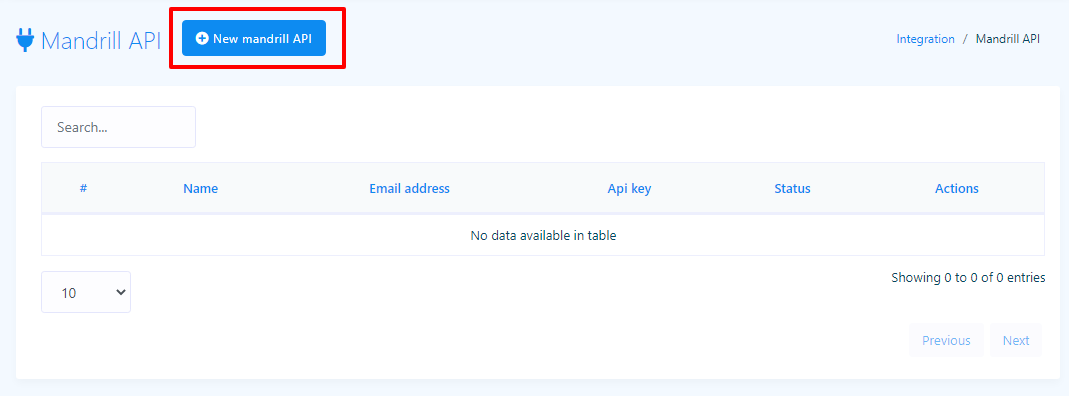 Mandrill API
New mandrill API
Integration / Mandrill API
Search...
# Name Email address Api key Status Actions
No data available in table
10
Showing 0 to 0 of 0 entries
Previous Next